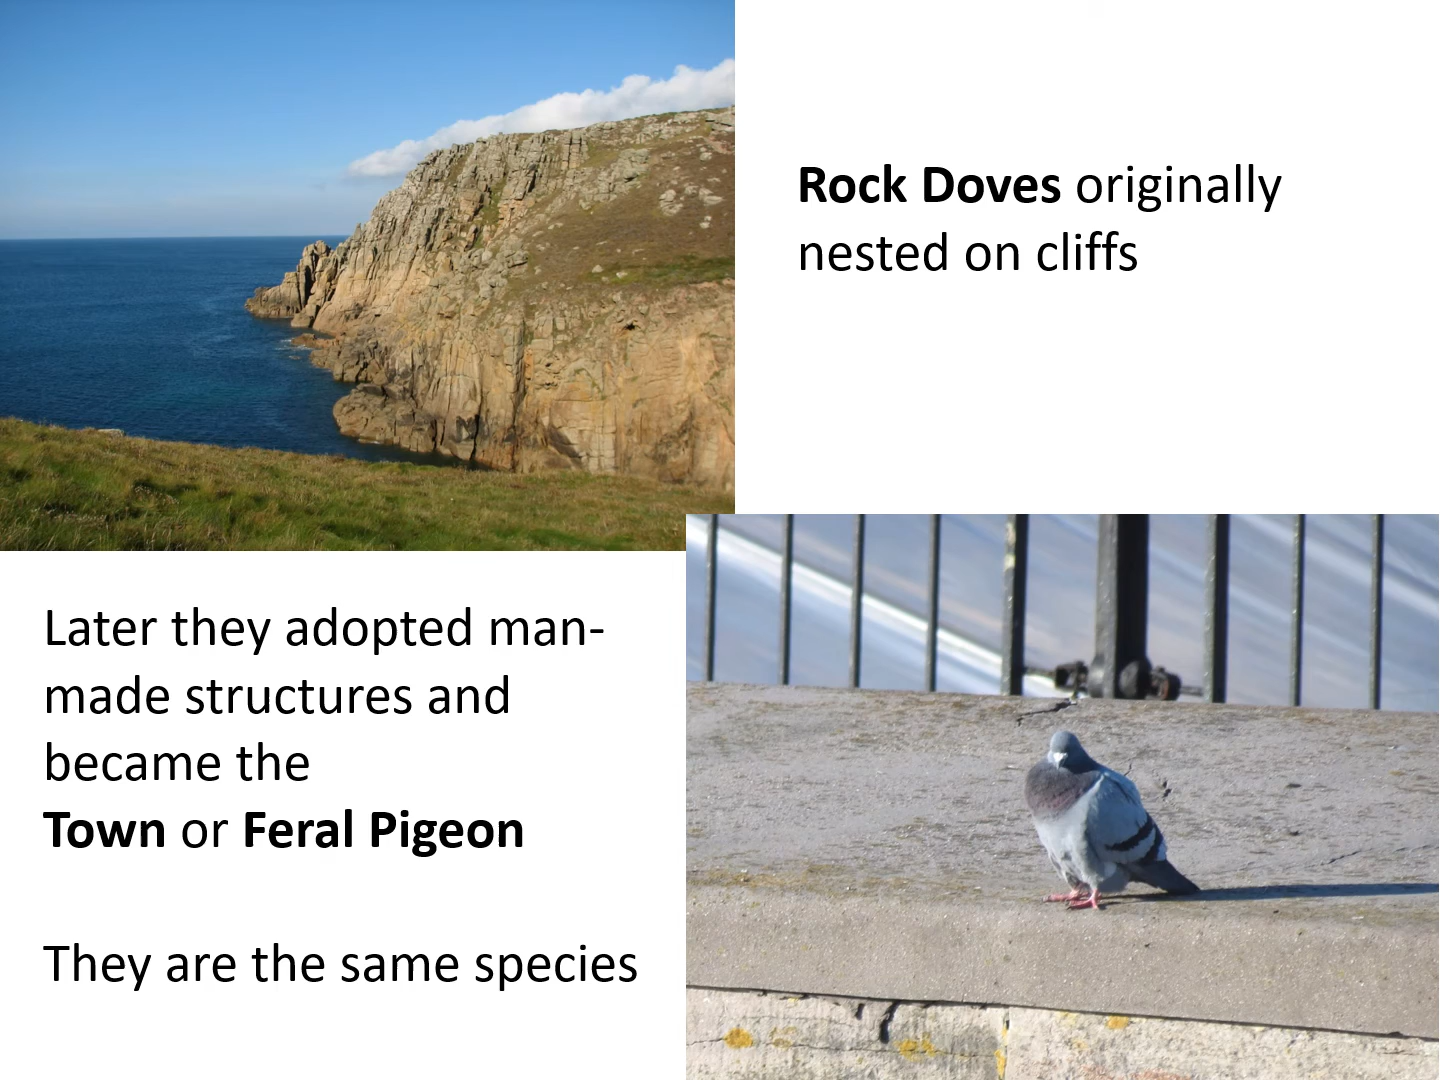 Rock Doves originally
nested on cliffs
Later they adopted man-
made structures and
became the
Town or Feral Pigeon
They are the same species